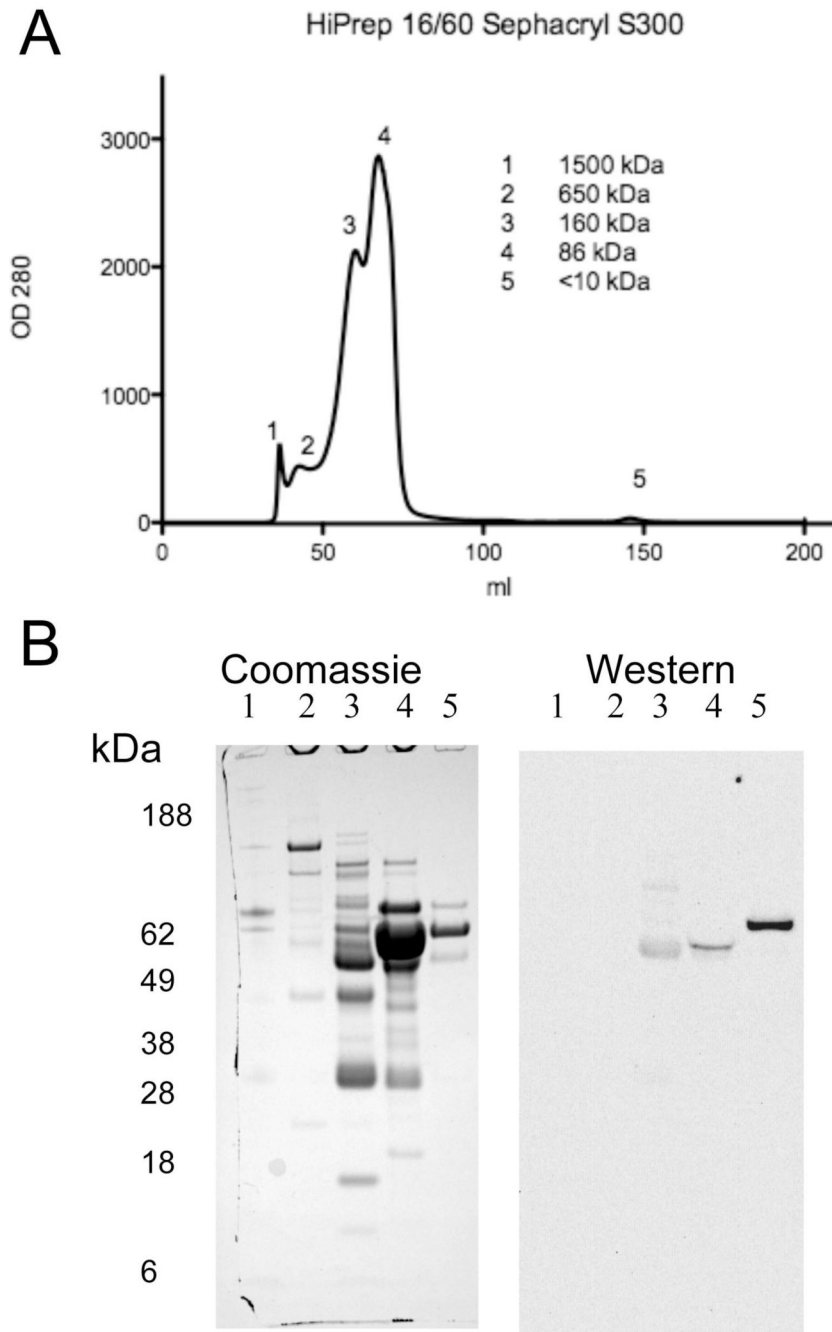 A
HiPrep 16/60 Sephacryl S300
3000
2000
1000
0
OD 280
0 50 100 150 200
ml
1
2
3
4
5
1 1500 kDa
2 650 kDa
3 160 kDa
4 86 kDa
5 <10 kDa
B
Coomassie Western
1 2 3 4 5 1 2 3 4 5
kDa
188
62
49
38
28
18
6